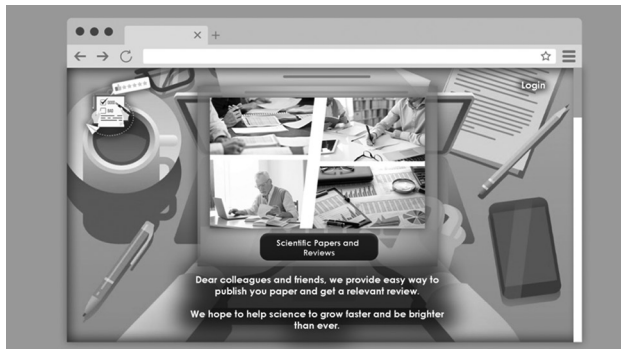 Login
Scientific Papers and
Reviews
Dear colleagues and friends, we provide easy way to
publish you paper and get a relevant review.
We hope to help science to grow faster and be brighter
than ever.